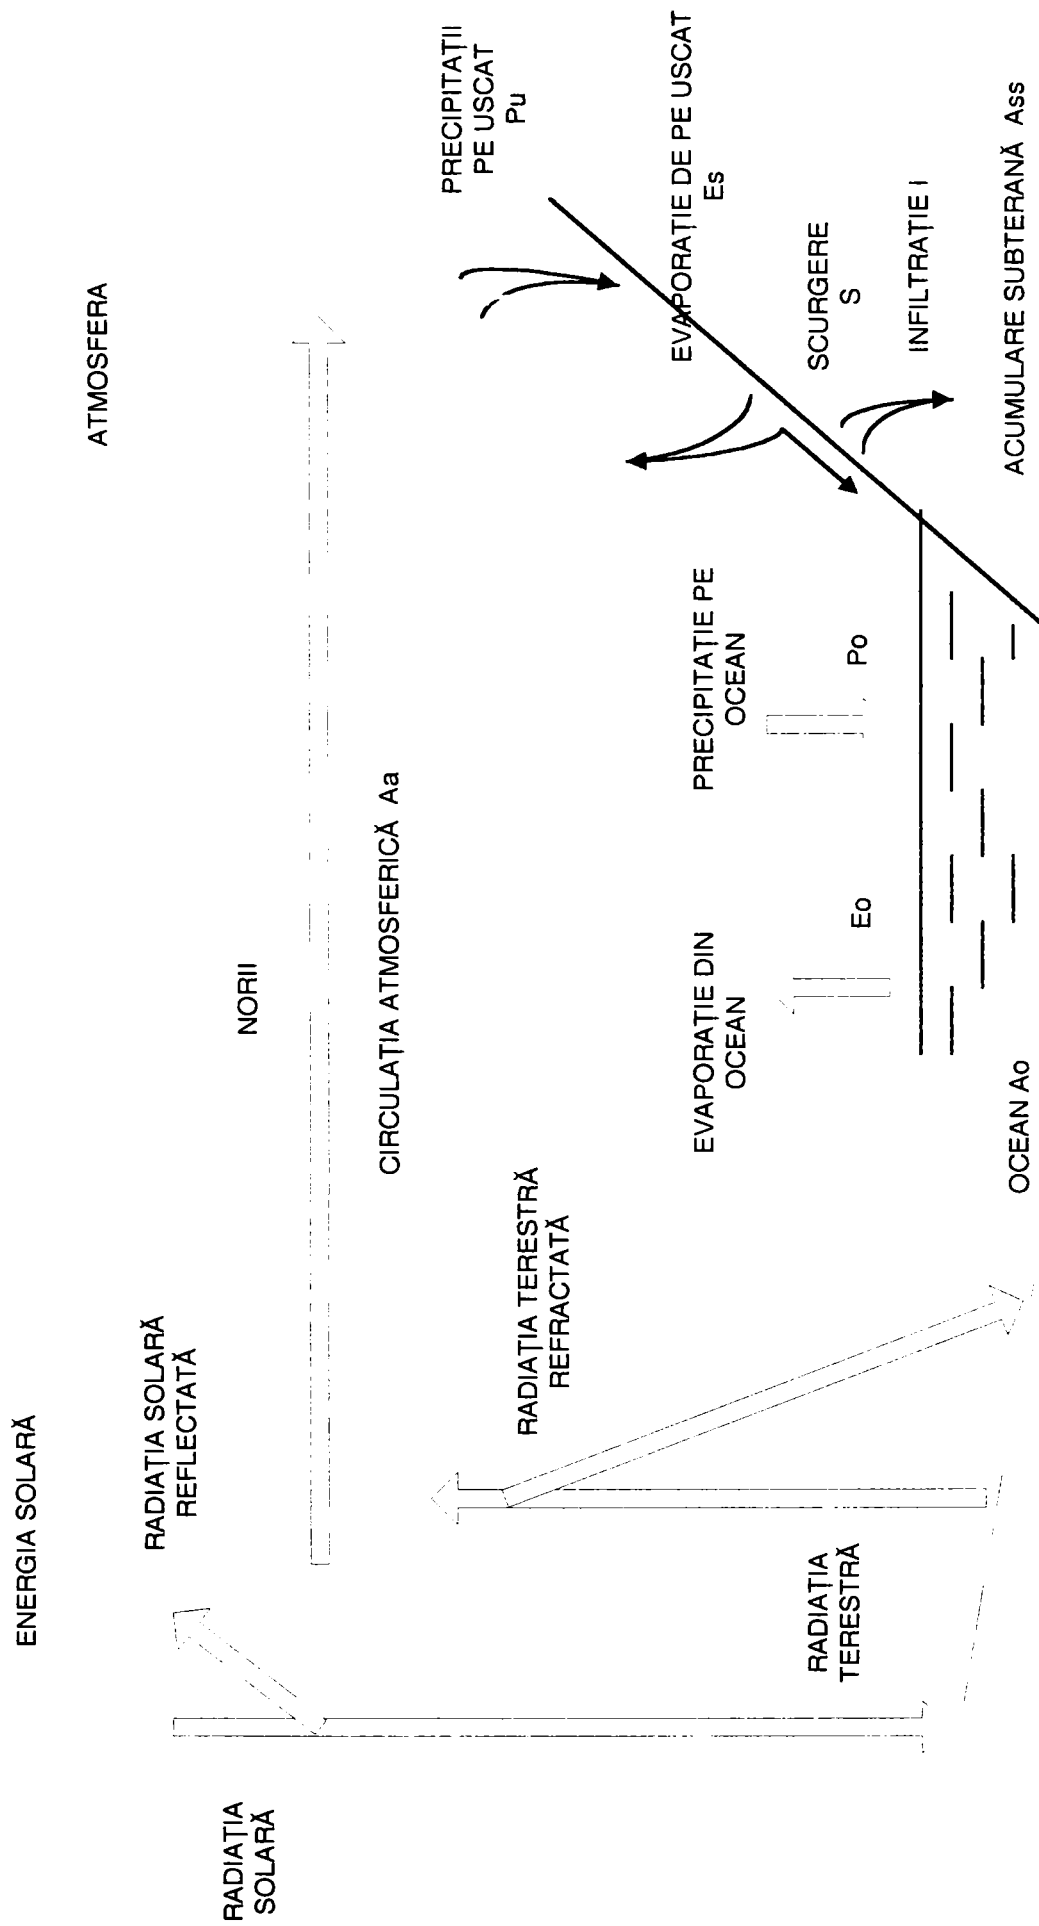 ENERGIA SOLARĂ
ATMOSFERA
RADIAȚIA SOLARĂ
REFLECTATĂ
RADIAȚIA
SOLARĂ
NORII
CIRCULAȚIA ATMOSFERICĂ Aa
PRECIPITAȚII
PE USCAT
Pu
RADIAȚIA TERESTRĂ
REFRACTATĂ
EVAPORAȚIE DIN
OCEAN
Eo
PRECIPITAȚIE PE
OCEAN
Po
EVAPORAȚIE DE PE USCAT
Es
RADIAȚIA
TERESTRĂ
SCURGERE
S
INFILTRAȚIE I
OCEAN Ao
ACUMULARE SUBTERANĂ Ass